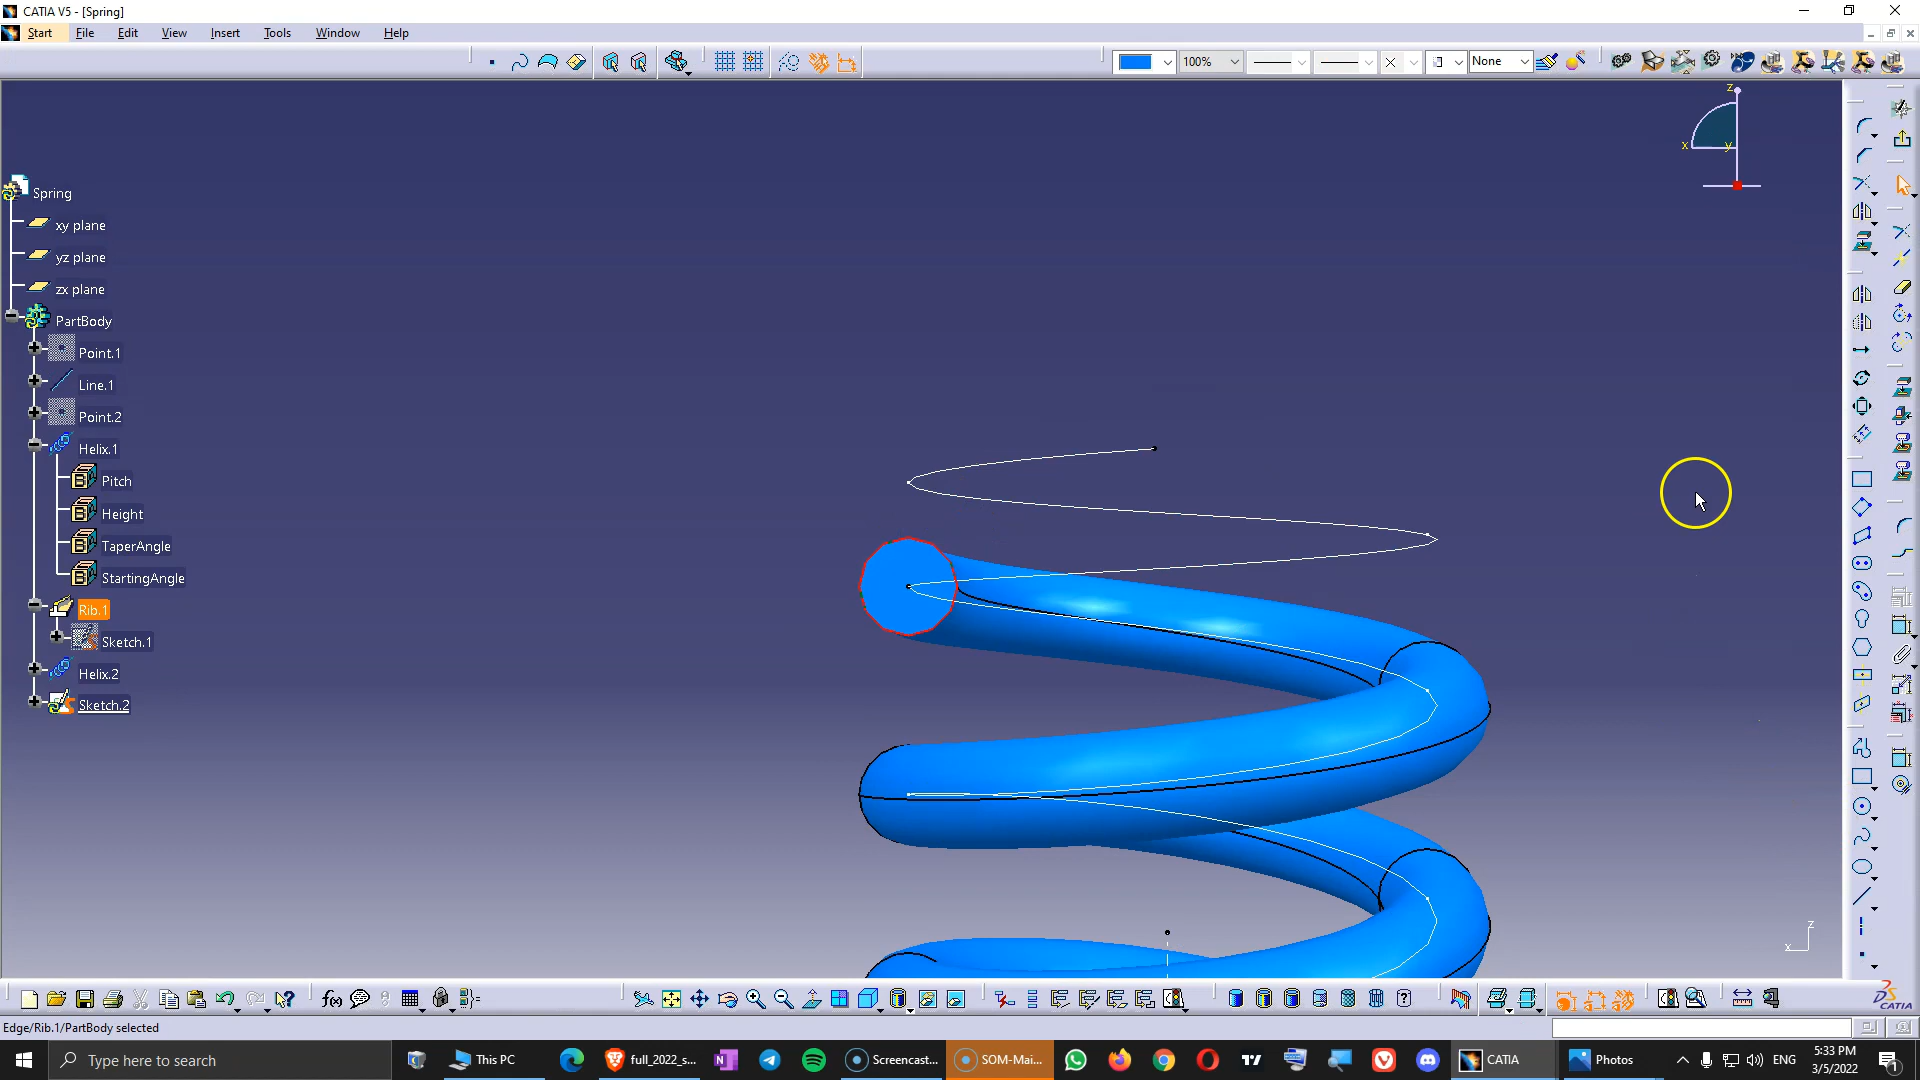 CATIA V5 - [Spring]
Start File Edit View Insert Tools Window Help
100% None
z
x y
Spring
xy plane
yz plane
zx plane
PartBody
Point.1
Line.1
Point.2
Helix.1
Pitch
Height
TaperAngle
StartingAngle
Rib.1
Sketch.1
Helix.2
Sketch.2
z
x
CATIA
Edge/Rib.1/PartBody selected
Type here to search
This PC
full_2022_s...
Screencast...
SOM-Mai...
CATIA
Photos
ENG
5:33 PM
3/5/2022